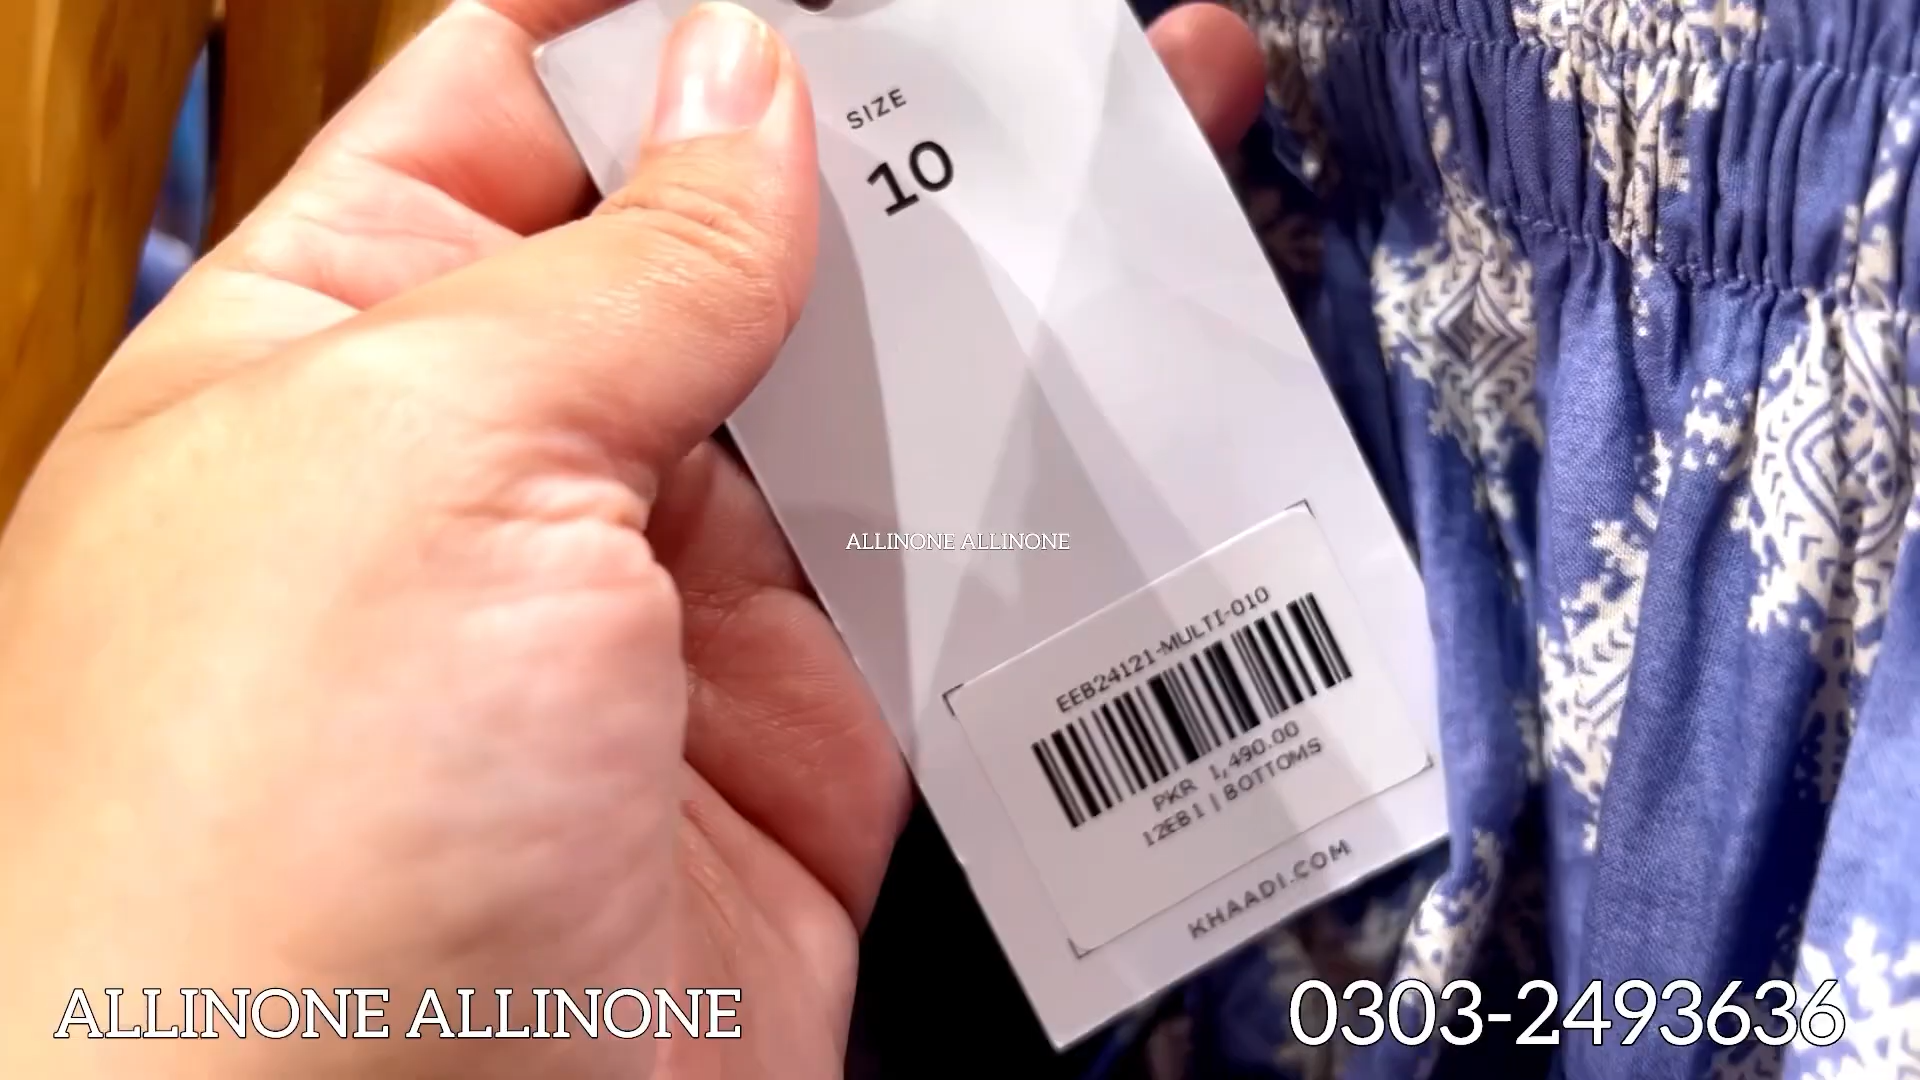 SIZE
10
ALLINONE ALLINONE
EEB24121-MULTI-010
PKR 1,490.00
12EB1 | BOTTOMS
KHAADI.COM
ALLINONE ALLINONE
0303-2493636